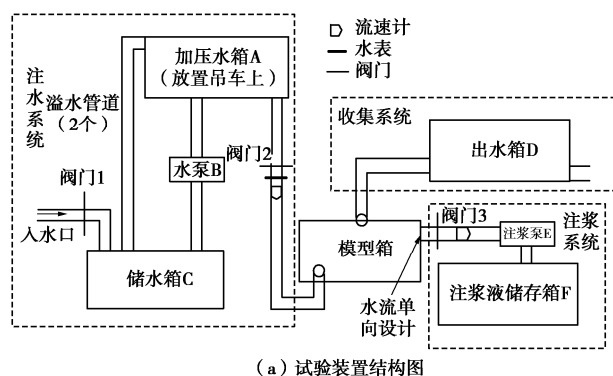 流速计
水表
阀门
注水系统
溢水管道
（2个）
加压水箱A
（放置吊车上）
水泵B
阀门2
阀门1
入水口
储水箱C
收集系统
出水箱D
模型箱
阀门3
注浆泵E
注浆
系统
注浆液储存箱F
水流单
向设计
（a）试验装置结构图